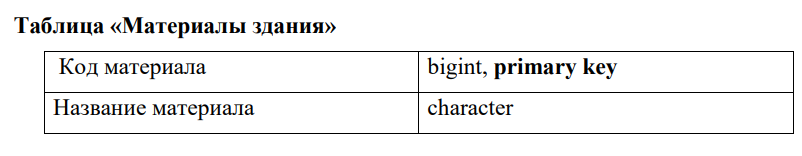 Таблица «Материалы здания»
Код материала bigint, primary key
Название материала character